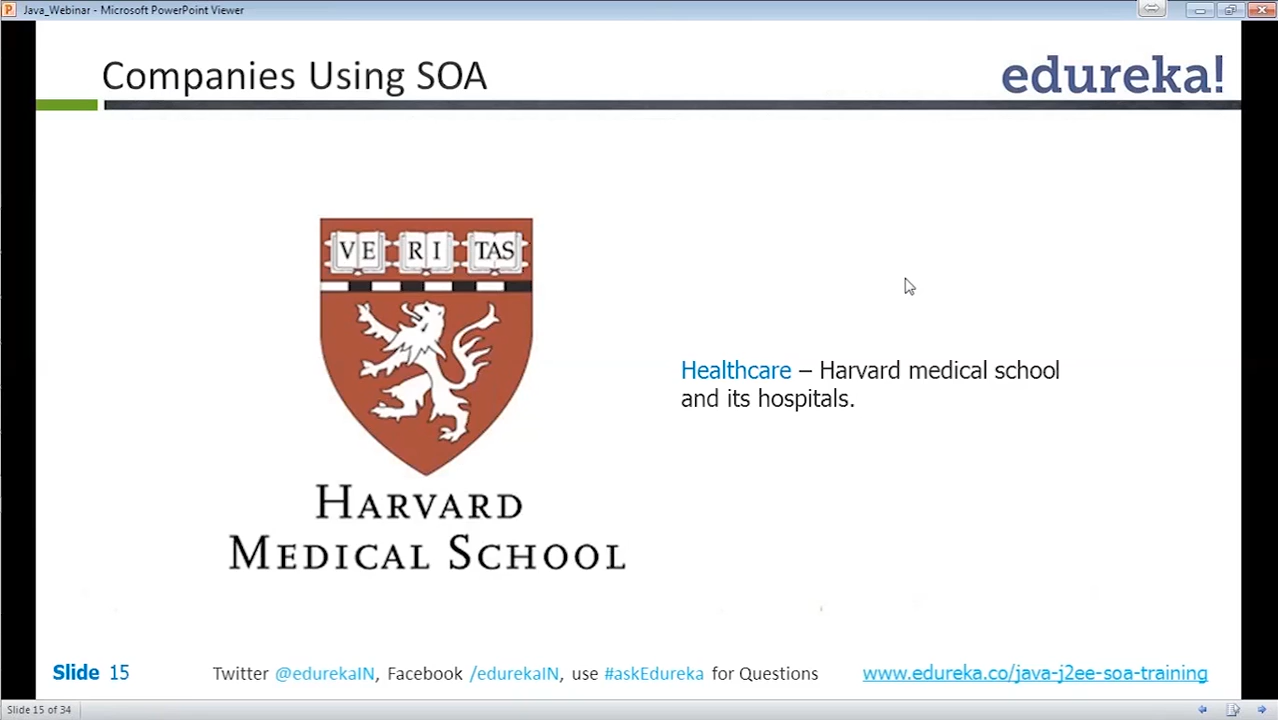 Java_Webinar - Microsoft PowerPoint Viewer
Companies Using SOA
edureka!
VE RI TAS
Healthcare – Harvard medical school
and its hospitals.
HARVARD
MEDICAL SCHOOL
Slide 15
Twitter @edurekaIN, Facebook /edurekaIN, use #askEdureka for Questions
www.edureka.co/java-j2ee-soa-training
Slide 15 of 34